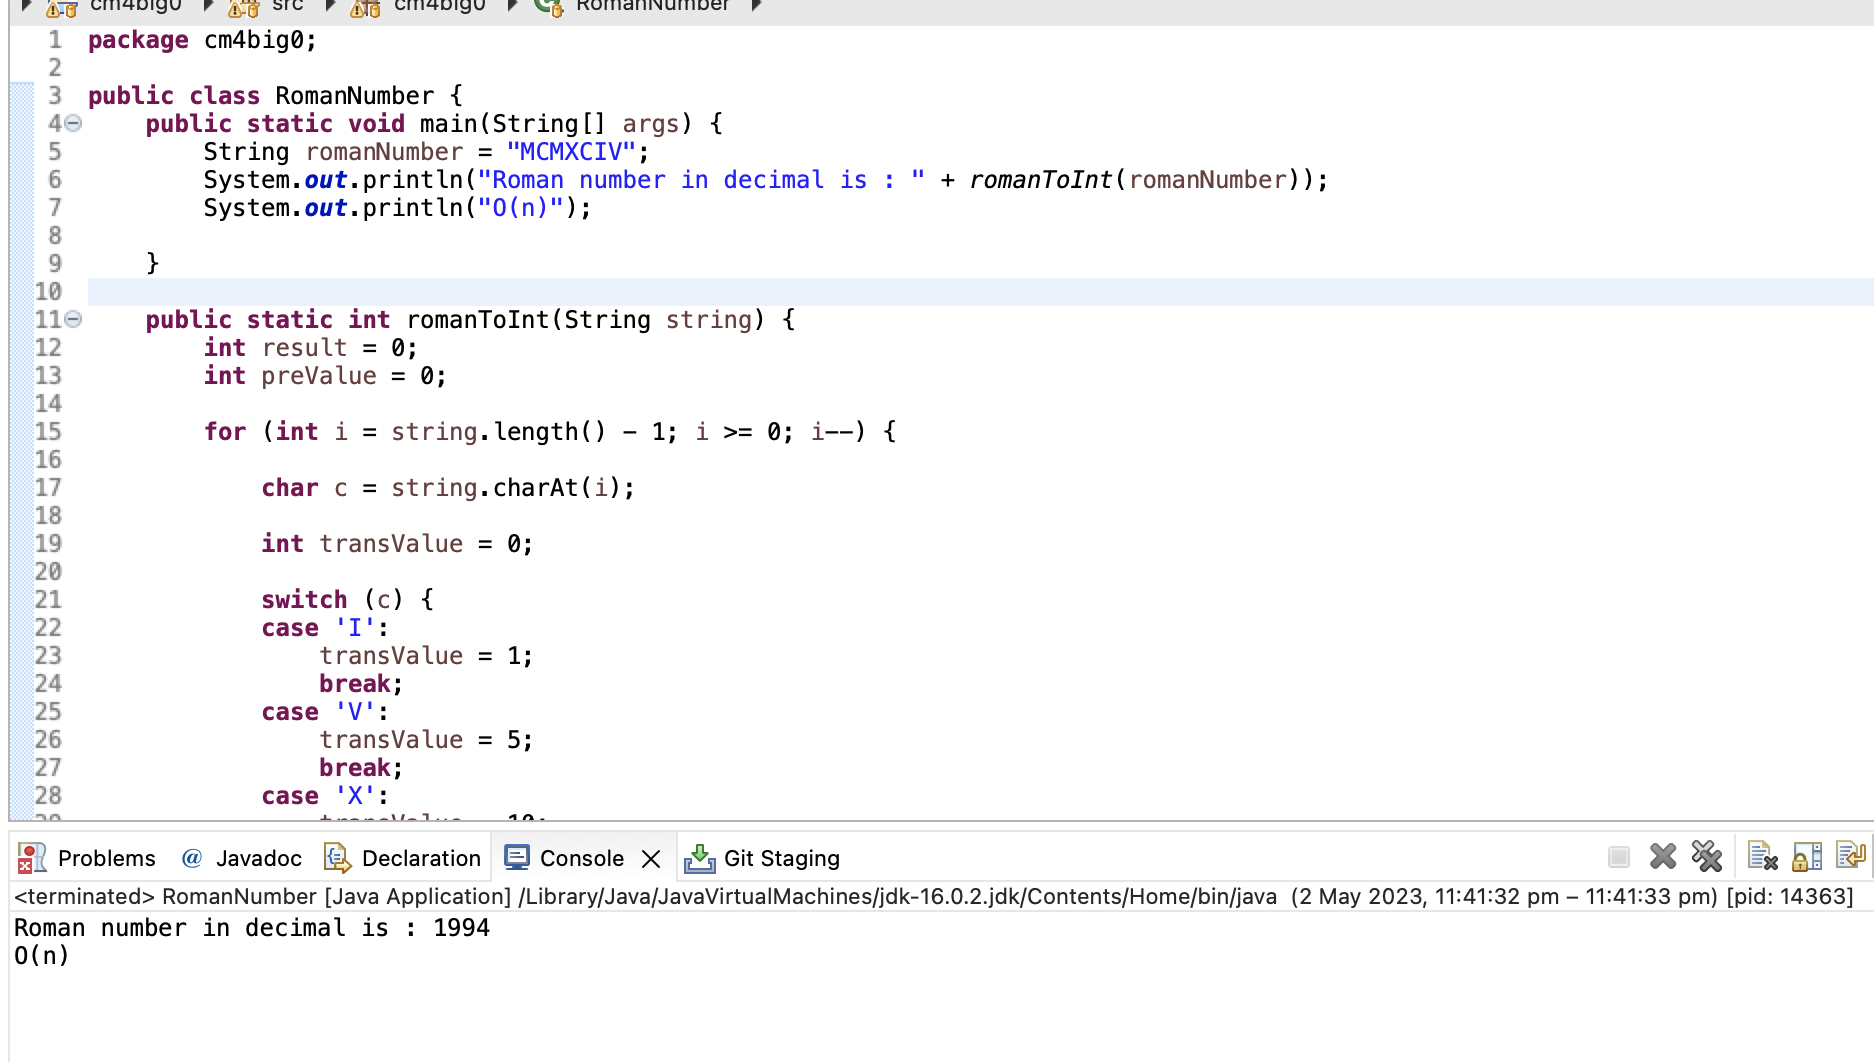 cm4big0 src cm4big0 RomanNumber
1 package cm4big0;
2
3 public class RomanNumber {
4 public static void main(String[] args) {
5 String romanNumber = "MCMXCIV";
6 System.out.println("Roman number in decimal is : " + romanToInt(romanNumber));
7 System.out.println("O(n)");
8
9 }
10
11 public static int romanToInt(String string) {
12 int result = 0;
13 int preValue = 0;
14
15 for (int i = string.length() - 1; i >= 0; i--) {
16
17 char c = string.charAt(i);
18
19 int transValue = 0;
20
21 switch (c) {
22 case 'I':
23 transValue = 1;
24 break;
25 case 'V':
26 transValue = 5;
27 break;
28 case 'X':
29 transValue = 10;
Problems @ Javadoc Declaration Console Git Staging
<terminated> RomanNumber [Java Application] /Library/Java/JavaVirtualMachines/jdk-16.0.2.jdk/Contents/Home/bin/java (2 May 2023, 11:41:32 pm – 11:41:33 pm) [pid: 14363]
Roman number in decimal is : 1994
O(n)